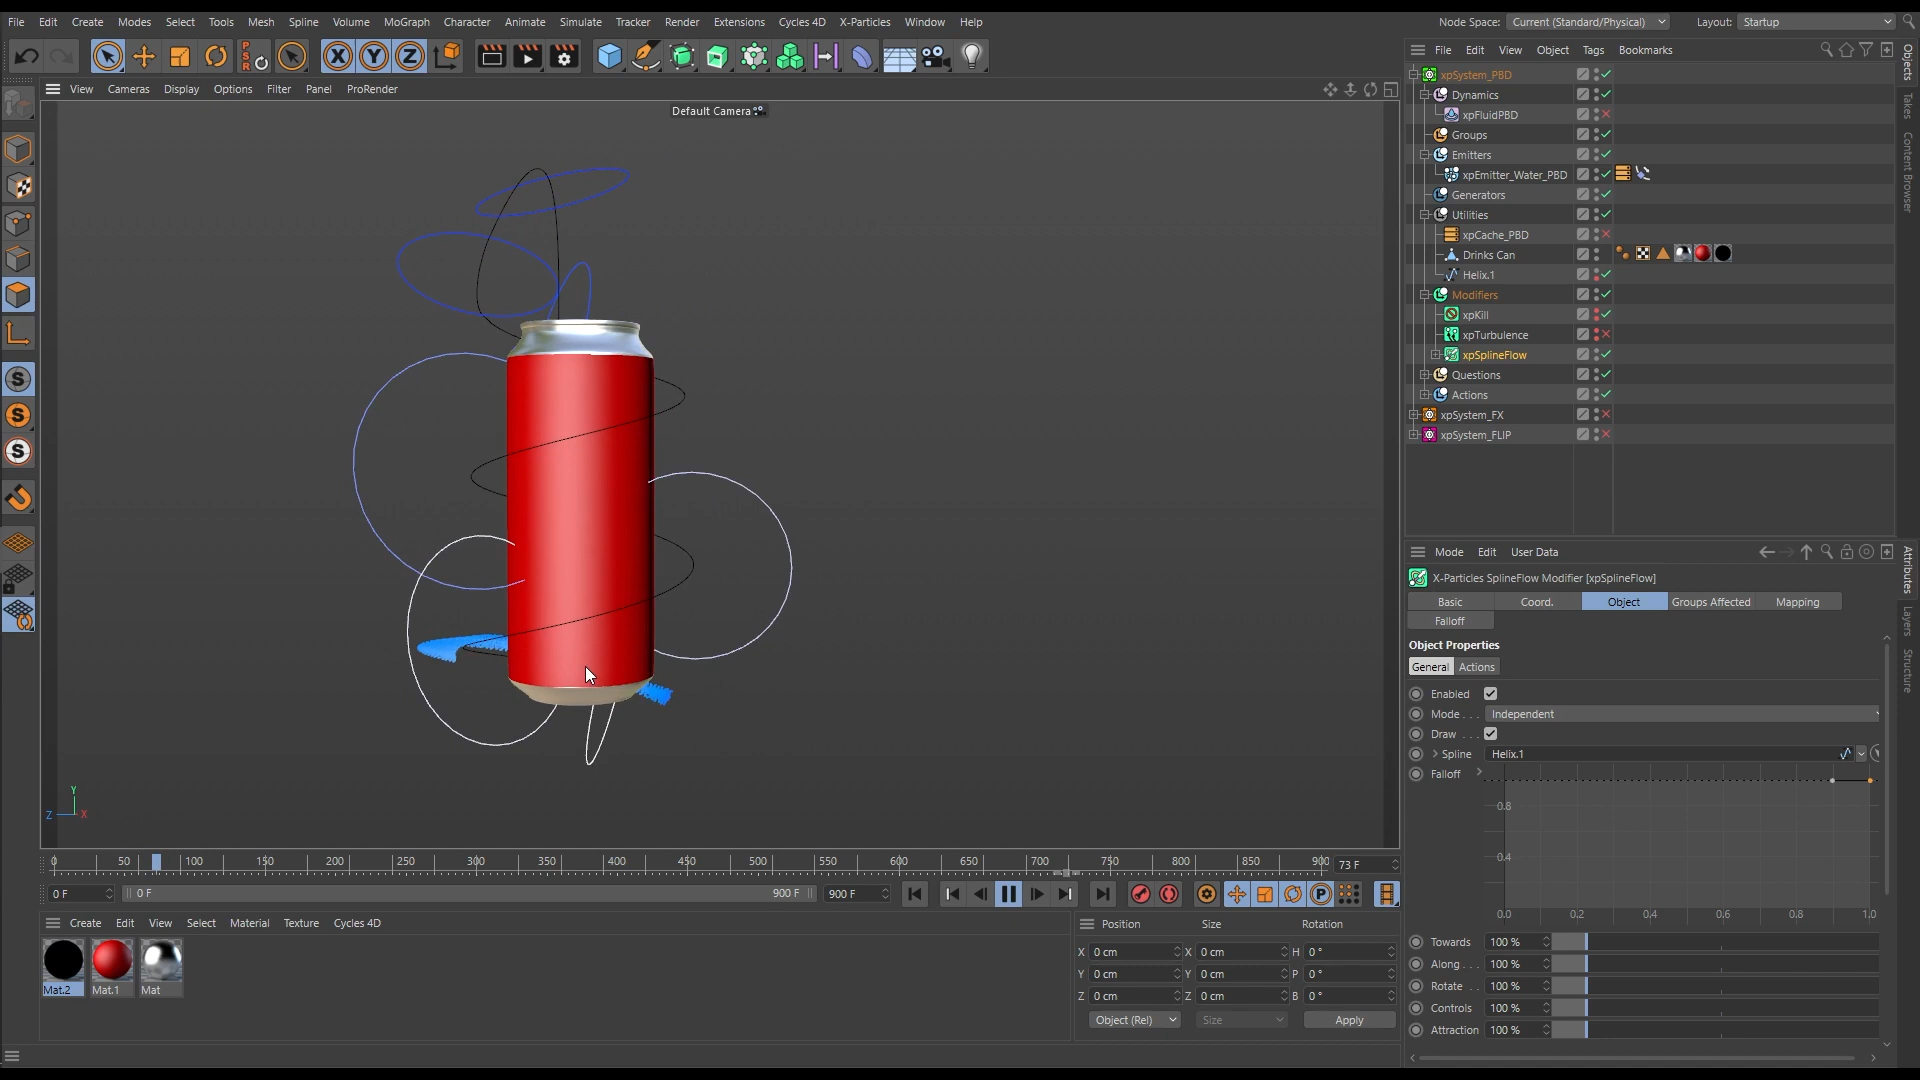 File Edit Create Modes Select Tools Mesh Spline Volume MoGraph Character Animate Simulate Tracker Render Extensions Cycles 4D X-Particles Window Help
Node Space: Current (Standard/Physical) Layout: Startup
PSR X Y Z
File Edit View Object Tags Bookmarks
View Cameras Display Options Filter Panel ProRender
Default Camera
xpSystem_PBD
Dynamics
xpFluidPBD
Groups
Emitters
xpEmitter_Water_PBD
Generators
Utilities
xpCache_PBD
Drinks Can
Helix.1
Modifiers
xpKill
xpTurbulence
xpSplineFlow
Questions
Actions
xpSystem_FX
xpSystem_FLIP
Objects
Takes
Content Browser
S
S
S
Mode Edit User Data
X-Particles SplineFlow Modifier [xpSplineFlow]
Basic Coord. Object Groups Affected Mapping
Falloff
Object Properties
General Actions
Enabled
Mode . . . Independent
Draw . . .
Spline Helix.1
Falloff
0.8
0.4
0.0 0.2 0.4 0.6 0.8 1.0
Towards 100 %
Along . . . 100 %
Rotate . . 100 %
Controls 100 %
Attraction 100 %
Attributes
Layers
Structure
Y
Z X
0 50 100 150 200 250 300 350 400 450 500 550 600 650 700 750 800 850 900 73 F
0 F 0 F 900 F 900 F P
Create Edit View Select Material Texture Cycles 4D
Mat.2 Mat.1 Mat
Position Size Rotation
X 0 cm X 0 cm H 0 °
Y 0 cm Y 0 cm P 0 °
Z 0 cm Z 0 cm B 0 °
Object (Rel) Size Apply